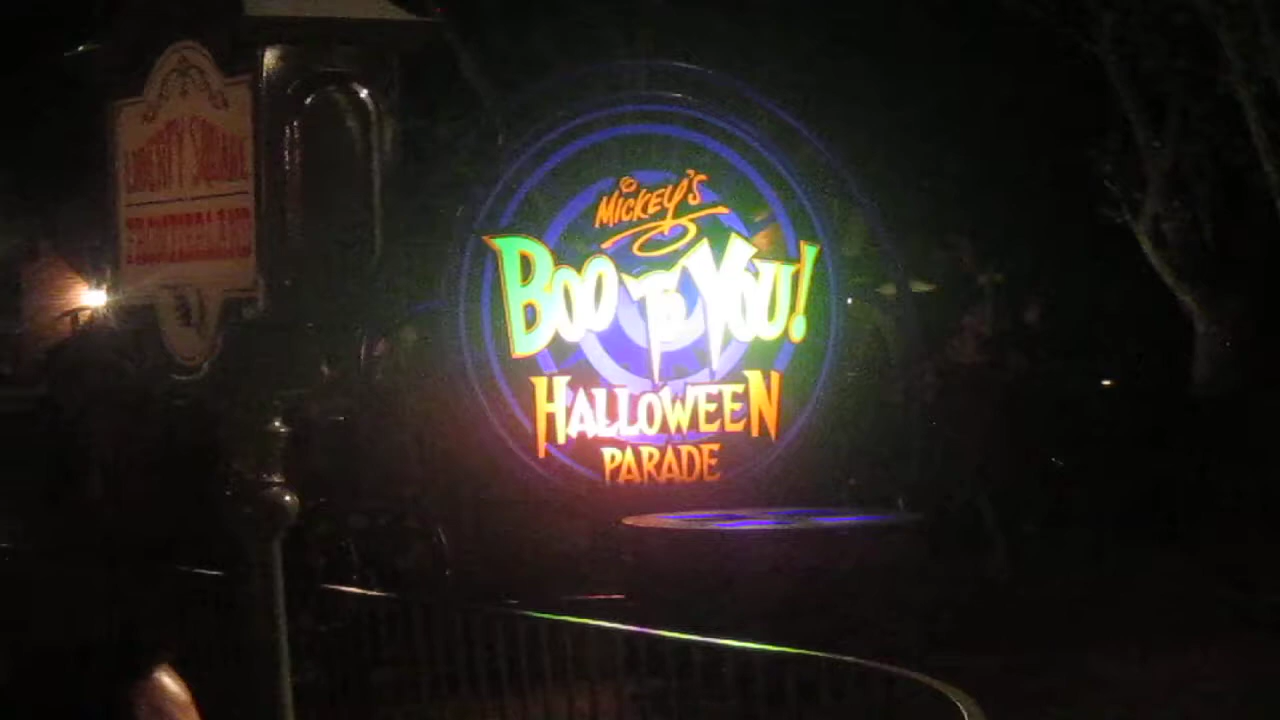 LIBERTY SQUARE
MICKEY'S
BOO TO YOU!
HALLOWEEN
PARADE